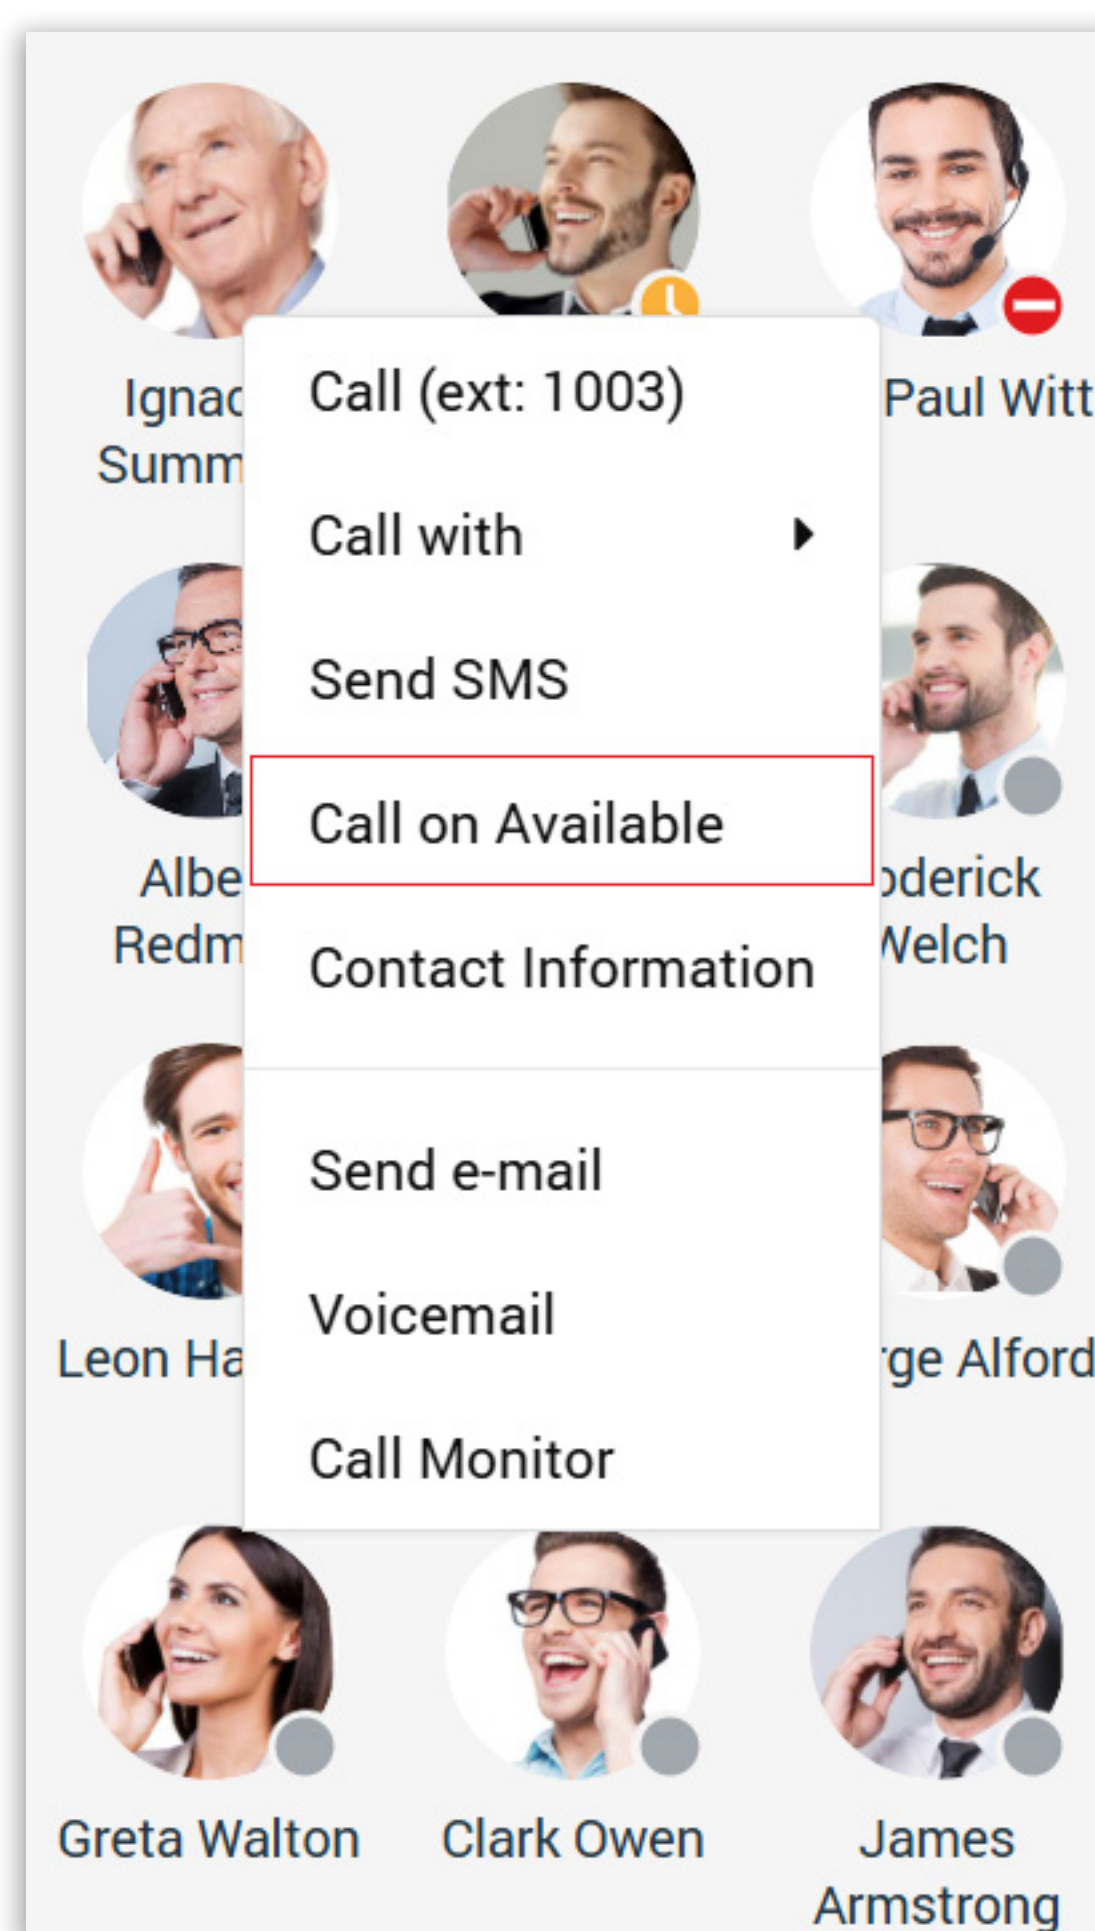 Ignac
Summ
Paul Witt
Call (ext: 1003)
Call with
Send SMS
Call on Available
Contact Information
Send e-mail
Voicemail
Call Monitor
Albe
Redm
oderick
Welch
Leon Ha
rge Alford
Greta Walton
Clark Owen
James
Armstrong